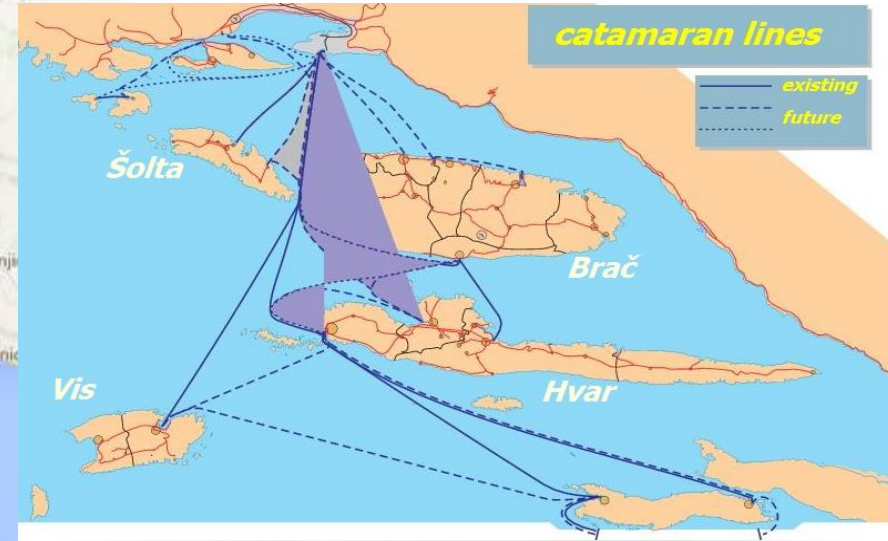 catamaran lines
existing
future
Šolta
Brač
Vis
Hvar